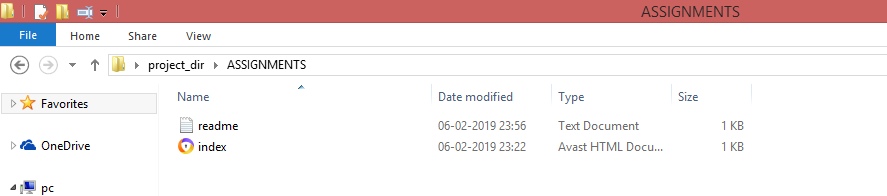 ASSIGNMENTS
File Home Share View
project_dir ASSIGNMENTS
Favorites
OneDrive
pc
Name Date modified Type Size
readme 06-02-2019 23:56 Text Document 1 KB
index 06-02-2019 23:22 Avast HTML Docu... 1 KB